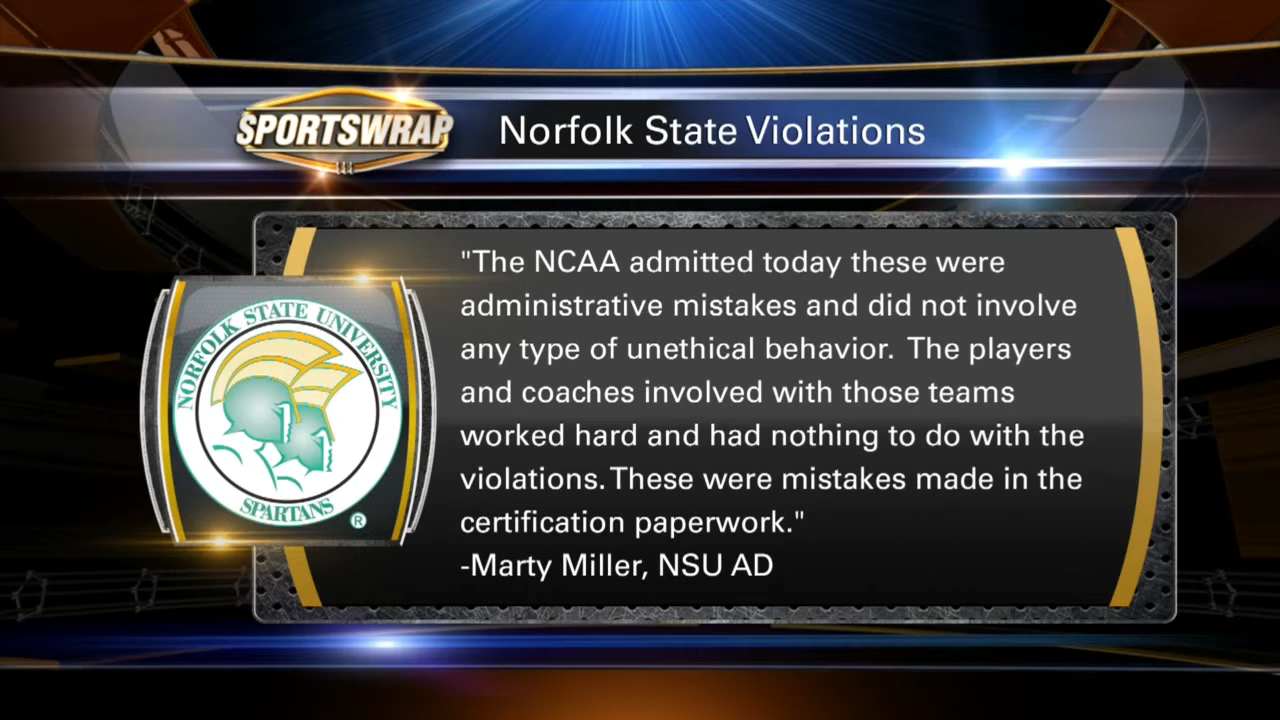 SPORTSWRAP
Norfolk State Violations
NORFOLK STATE UNIVERSITY
SPARTANS
®
"The NCAA admitted today these were
administrative mistakes and did not involve
any type of unethical behavior. The players
and coaches involved with those teams
worked hard and had nothing to do with the
violations. These were mistakes made in the
certification paperwork."
-Marty Miller, NSU AD